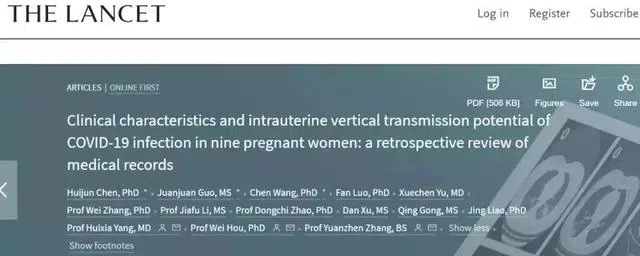 THE LANCET
Log in Register Subscribe
ARTICLES | ONLINE FIRST
PDF [506 KB] Figures Save Share
Clinical characteristics and intrauterine vertical transmission potential of
COVID-19 infection in nine pregnant women: a retrospective review of
medical records
Huijun Chen, PhD * • Juanjuan Guo, MS * • Chen Wang, PhD * • Fan Luo, PhD • Xuechen Yu, MD •
Prof Wei Zhang, PhD • Prof Jiafu Li, MS • Prof Dongchi Zhao, PhD • Dan Xu, MS • Qing Gong, MS • Jing Liao, PhD •
Prof Huixia Yang, MD • Prof Wei Hou, PhD • Prof Yuanzhen Zhang, BS • Show less
Show footnotes